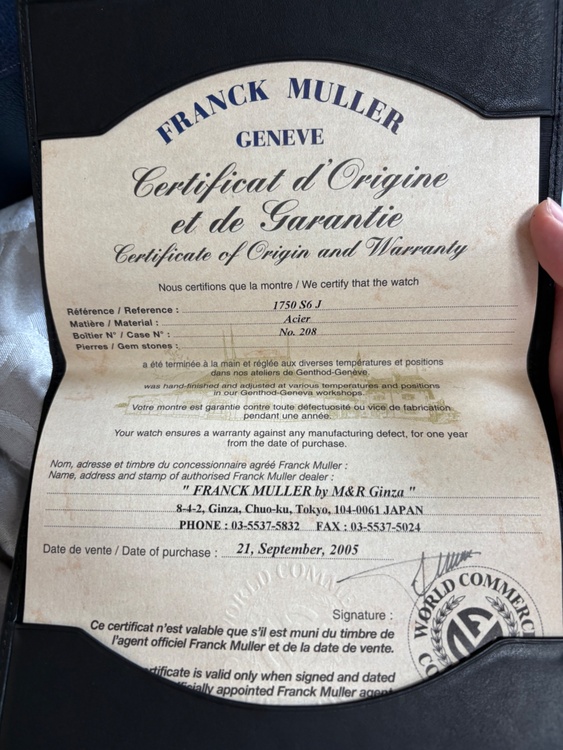 FRANCK MULLER
GENEVE
Certificat d'Origine
et de Garantie
Certificate of Origin and Warranty
Nous certifions que la montre / We certify that the watch
Référence / Reference : 1750 S6 J
Matière / Material : Acier
Boîtier N° / Case N° : No. 208
Pierres / Gem stones :
a été terminée à la main et réglée aux diverses températures et positions
dans nos ateliers de Genthod-Genève.
was hand-finished and adjusted at various temperatures and positions
in our Genthod-Geneva workshops.
Votre montre est garantie contre toute défectuosité ou vice de fabrication
pendant une année.
Your watch ensures a warranty against any manufacturing defect, for one year
from the date of purchase.
Nom, adresse et timbre du concessionnaire agréé Franck Muller :
Name, address and stamp of authorised Franck Muller dealer :
" FRANCK MULLER by M&R Ginza "
8-4-2, Ginza, Chuo-ku, Tokyo, 104-0061 JAPAN
PHONE : 03-5537-5832 FAX : 03-5537-5024
Date de vente / Date of purchase : 21, September, 2005
WORLD COMM
Signature :
WORLD COMMERC
CO
Ce certificat n'est valable que s'il est muni du timbre de
l'agent officiel Franck Muller et de la date de vente.
rtificate is valid only when signed and dated
ficially appointed Franck Muller agent